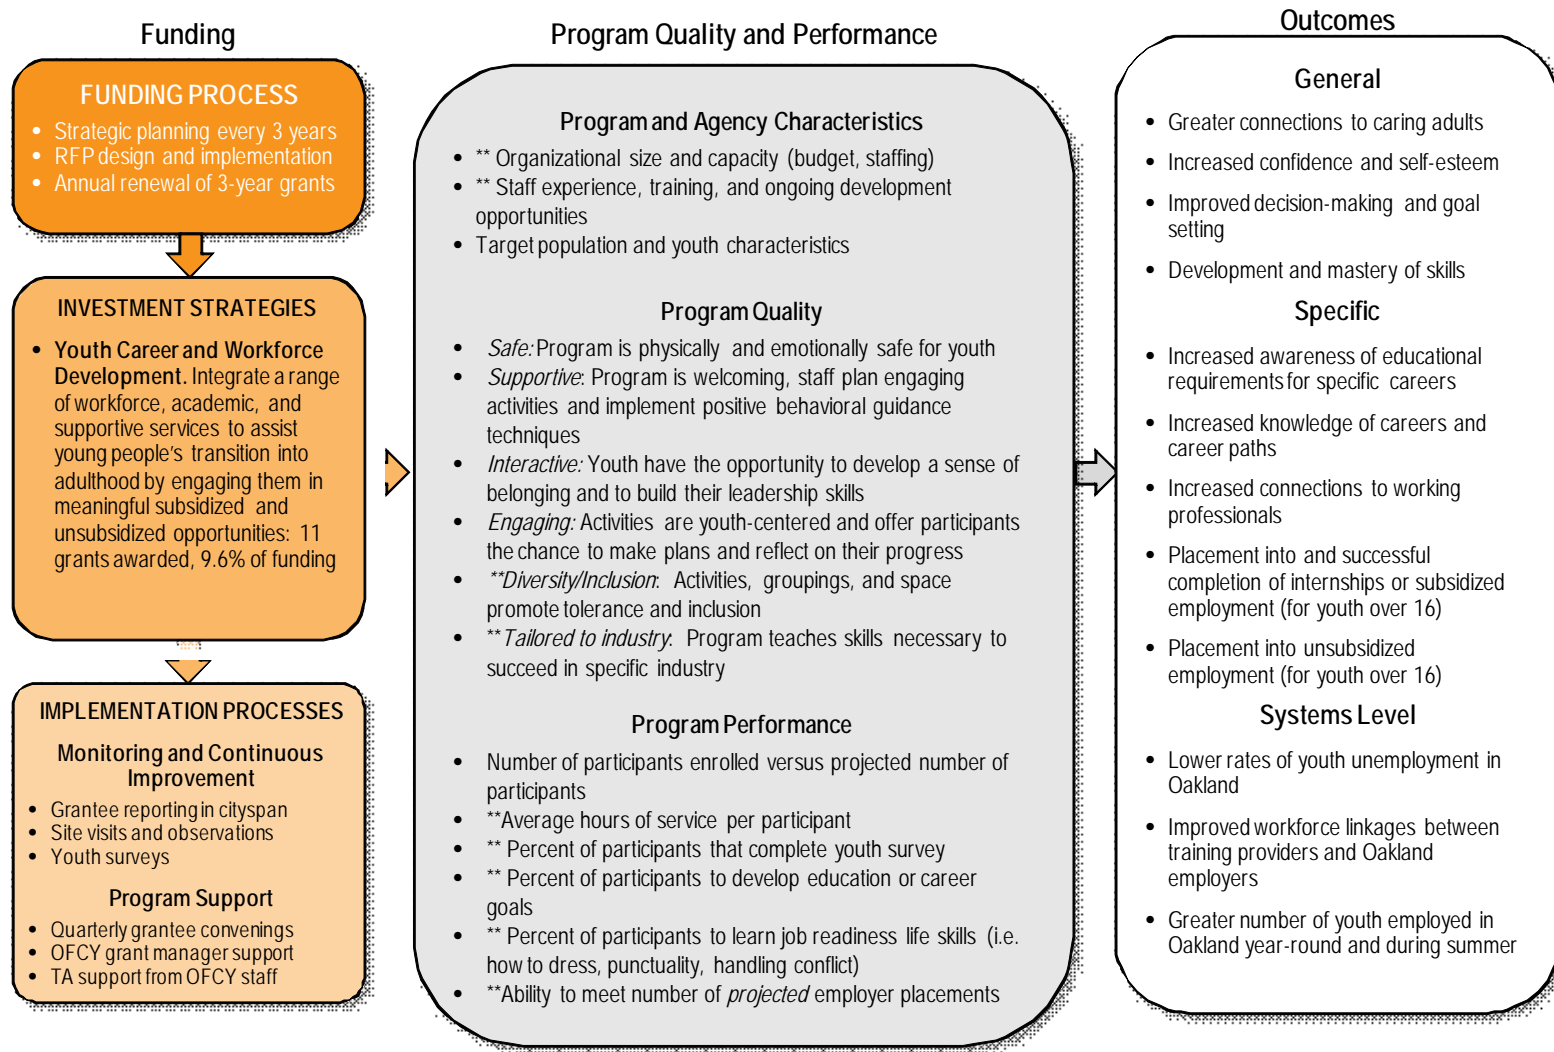 Funding
FUNDING PROCESS
• Strategic planning every 3 years
• RFP design and implementation
• Annual renewal of 3-year grants
INVESTMENT STRATEGIES
• Youth Career and Workforce
Development. Integrate a range
of workforce, academic, and
supportive services to assist
young people's transition into
adulthood by engaging them in
meaningful subsidized and
unsubsidized opportunities: 11
grants awarded, 9.6% of funding
IMPLEMENTATION PROCESSES
Monitoring and Continuous
Improvement
• Grantee reporting in cityspan
• Site visits and observations
• Youth surveys
Program Support
• Quarterly grantee convenings
• OFCY grant manager support
• TA support from OFCY staff
Program Quality and Performance
Program and Agency Characteristics
• ** Organizational size and capacity (budget, staffing)
• ** Staff experience, training, and ongoing development
opportunities
• Target population and youth characteristics
Program Quality
• Safe: Program is physically and emotionally safe for youth
• Supportive: Program is welcoming, staff plan engaging
activities and implement positive behavioral guidance
techniques
• Interactive: Youth have the opportunity to develop a sense of
belonging and to build their leadership skills
• Engaging: Activities are youth-centered and offer participants
the chance to make plans and reflect on their progress
• **Diversity/Inclusion: Activities, groupings, and space
promote tolerance and inclusion
• **Tailored to industry: Program teaches skills necessary to
succeed in specific industry
Program Performance
• Number of participants enrolled versus projected number of
participants
• **Average hours of service per participant
• ** Percent of participants that complete youth survey
• ** Percent of participants to develop education or career
goals
• ** Percent of participants to learn job readiness life skills (i.e.
how to dress, punctuality, handling conflict)
• **Ability to meet number of projected employer placements
Outcomes
General
• Greater connections to caring adults
• Increased confidence and self-esteem
• Improved decision-making and goal
setting
• Development and mastery of skills
Specific
• Increased awareness of educational
requirements for specific careers
• Increased knowledge of careers and
career paths
• Increased connections to working
professionals
• Placement into and successful
completion of internships or subsidized
employment (for youth over 16)
• Placement into unsubsidized
employment (for youth over 16)
Systems Level
• Lower rates of youth unemployment in
Oakland
• Improved workforce linkages between
training providers and Oakland
employers
• Greater number of youth employed in
Oakland year-round and during summer